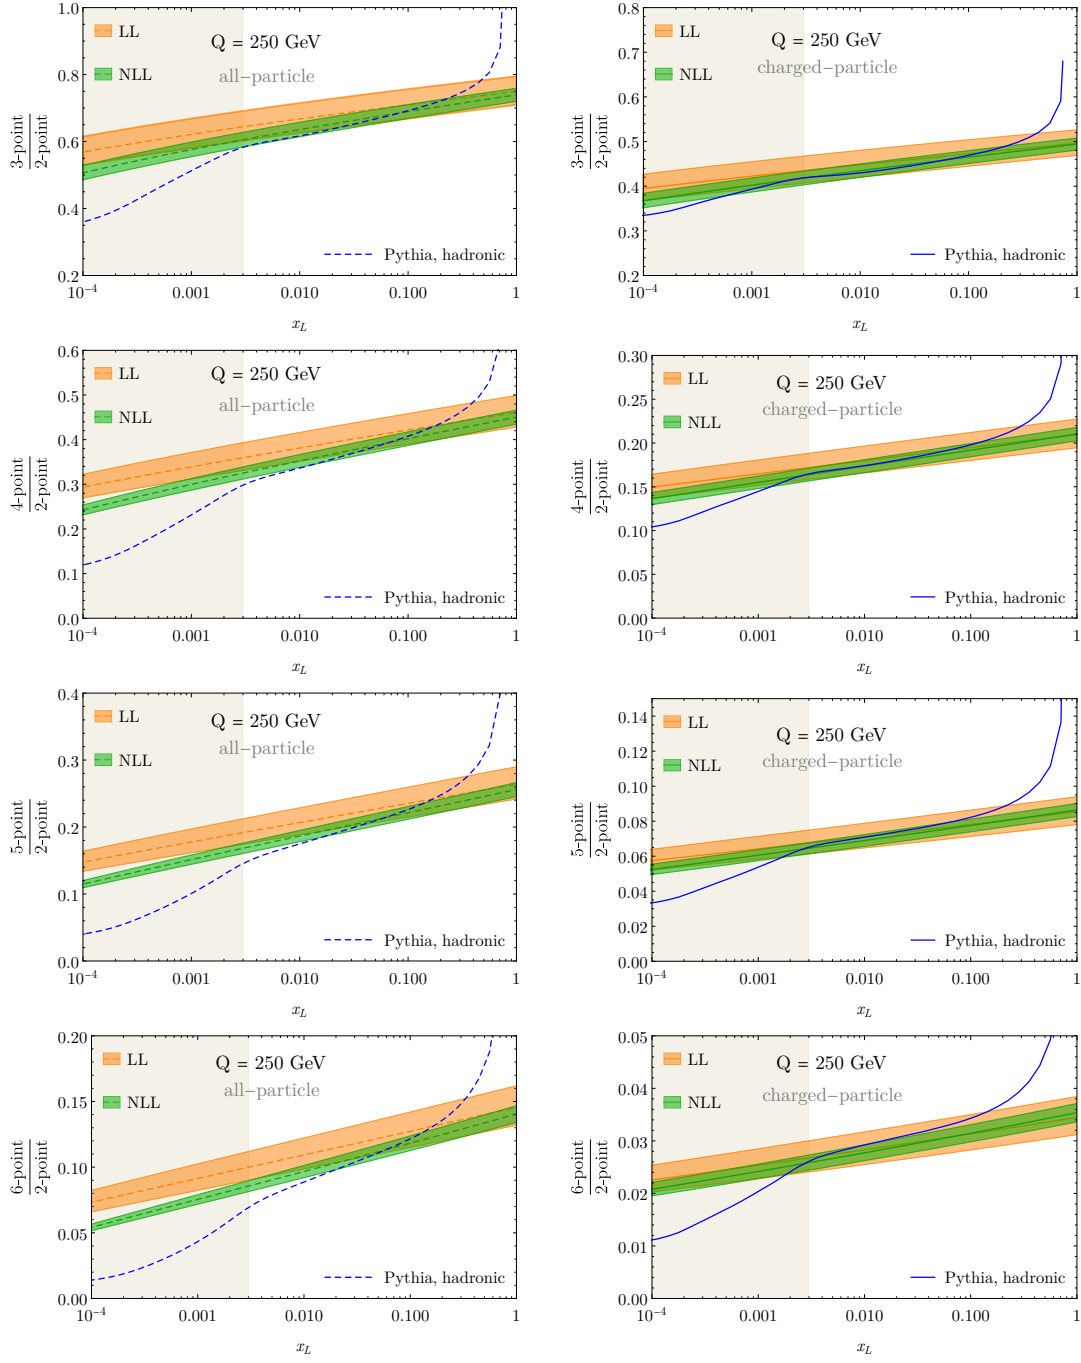 LL
NLL
Q = 250 GeV
all-particle
Pythia, hadronic
3-point
2-point
1.0
0.8
0.6
0.4
0.2
10⁻⁴
0.001
0.010
0.100
1
x_L
LL
NLL
Q = 250 GeV
charged-particle
Pythia, hadronic
3-point
2-point
0.8
0.7
0.6
0.5
0.4
0.3
0.2
10⁻⁴
0.001
0.010
0.100
1
x_L
LL
NLL
Q = 250 GeV
all-particle
Pythia, hadronic
4-point
2-point
0.6
0.5
0.4
0.3
0.2
0.1
0.0
10⁻⁴
0.001
0.010
0.100
1
x_L
LL
NLL
Q = 250 GeV
charged-particle
Pythia, hadronic
4-point
2-point
0.30
0.25
0.20
0.15
0.10
0.05
0.00
10⁻⁴
0.001
0.010
0.100
1
x_L
LL
NLL
Q = 250 GeV
all-particle
Pythia, hadronic
5-point
2-point
0.4
0.3
0.2
0.1
0.0
10⁻⁴
0.001
0.010
0.100
1
x_L
LL
NLL
Q = 250 GeV
charged-particle
Pythia, hadronic
5-point
2-point
0.14
0.12
0.10
0.08
0.06
0.04
0.02
0.00
10⁻⁴
0.001
0.010
0.100
1
x_L
LL
NLL
Q = 250 GeV
all-particle
Pythia, hadronic
6-point
2-point
0.20
0.15
0.10
0.05
0.00
10⁻⁴
0.001
0.010
0.100
1
x_L
LL
NLL
Q = 250 GeV
charged-particle
Pythia, hadronic
6-point
2-point
0.05
0.04
0.03
0.02
0.01
0.00
10⁻⁴
0.001
0.010
0.100
1
x_L